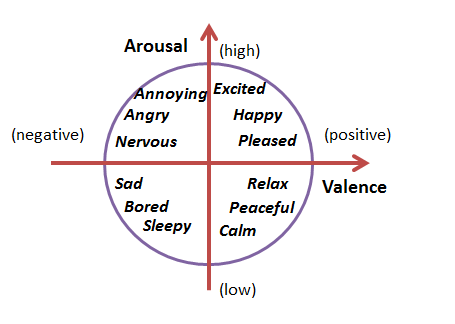 Arousal
(high)
Annoying
Excited
Angry
Happy
(negative)
Nervous
Pleased
(positive)
Sad
Relax
Valence
Bored
Peaceful
Sleepy
Calm
(low)